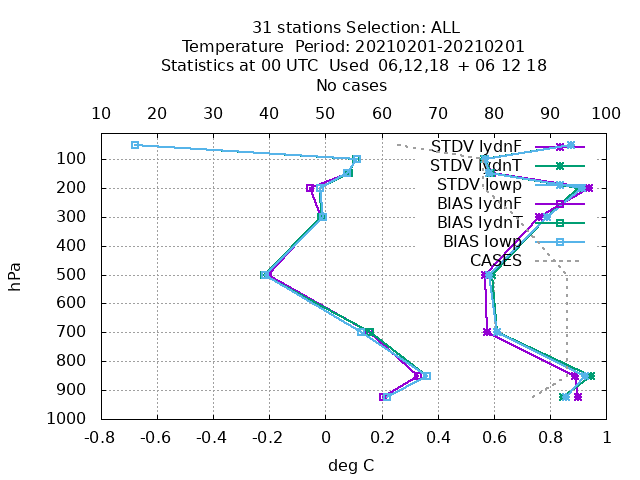 31 stations Selection: ALL
Temperature  Period: 20210201-20210201
Statistics at 00 UTC  Used  06,12,18  + 06 12 18
No cases
10 20 30 40 50 60 70 80 90 100
STDV lydnF
100
STDV lydnT
STDV lowp
200
BIAS lydnF
300
BIAS lydnT
400
BIAS lowp
CASES
500
hPa
600
700
800
900
1000
-0.8 -0.6 -0.4 -0.2 0 0.2 0.4 0.6 0.8 1
deg C